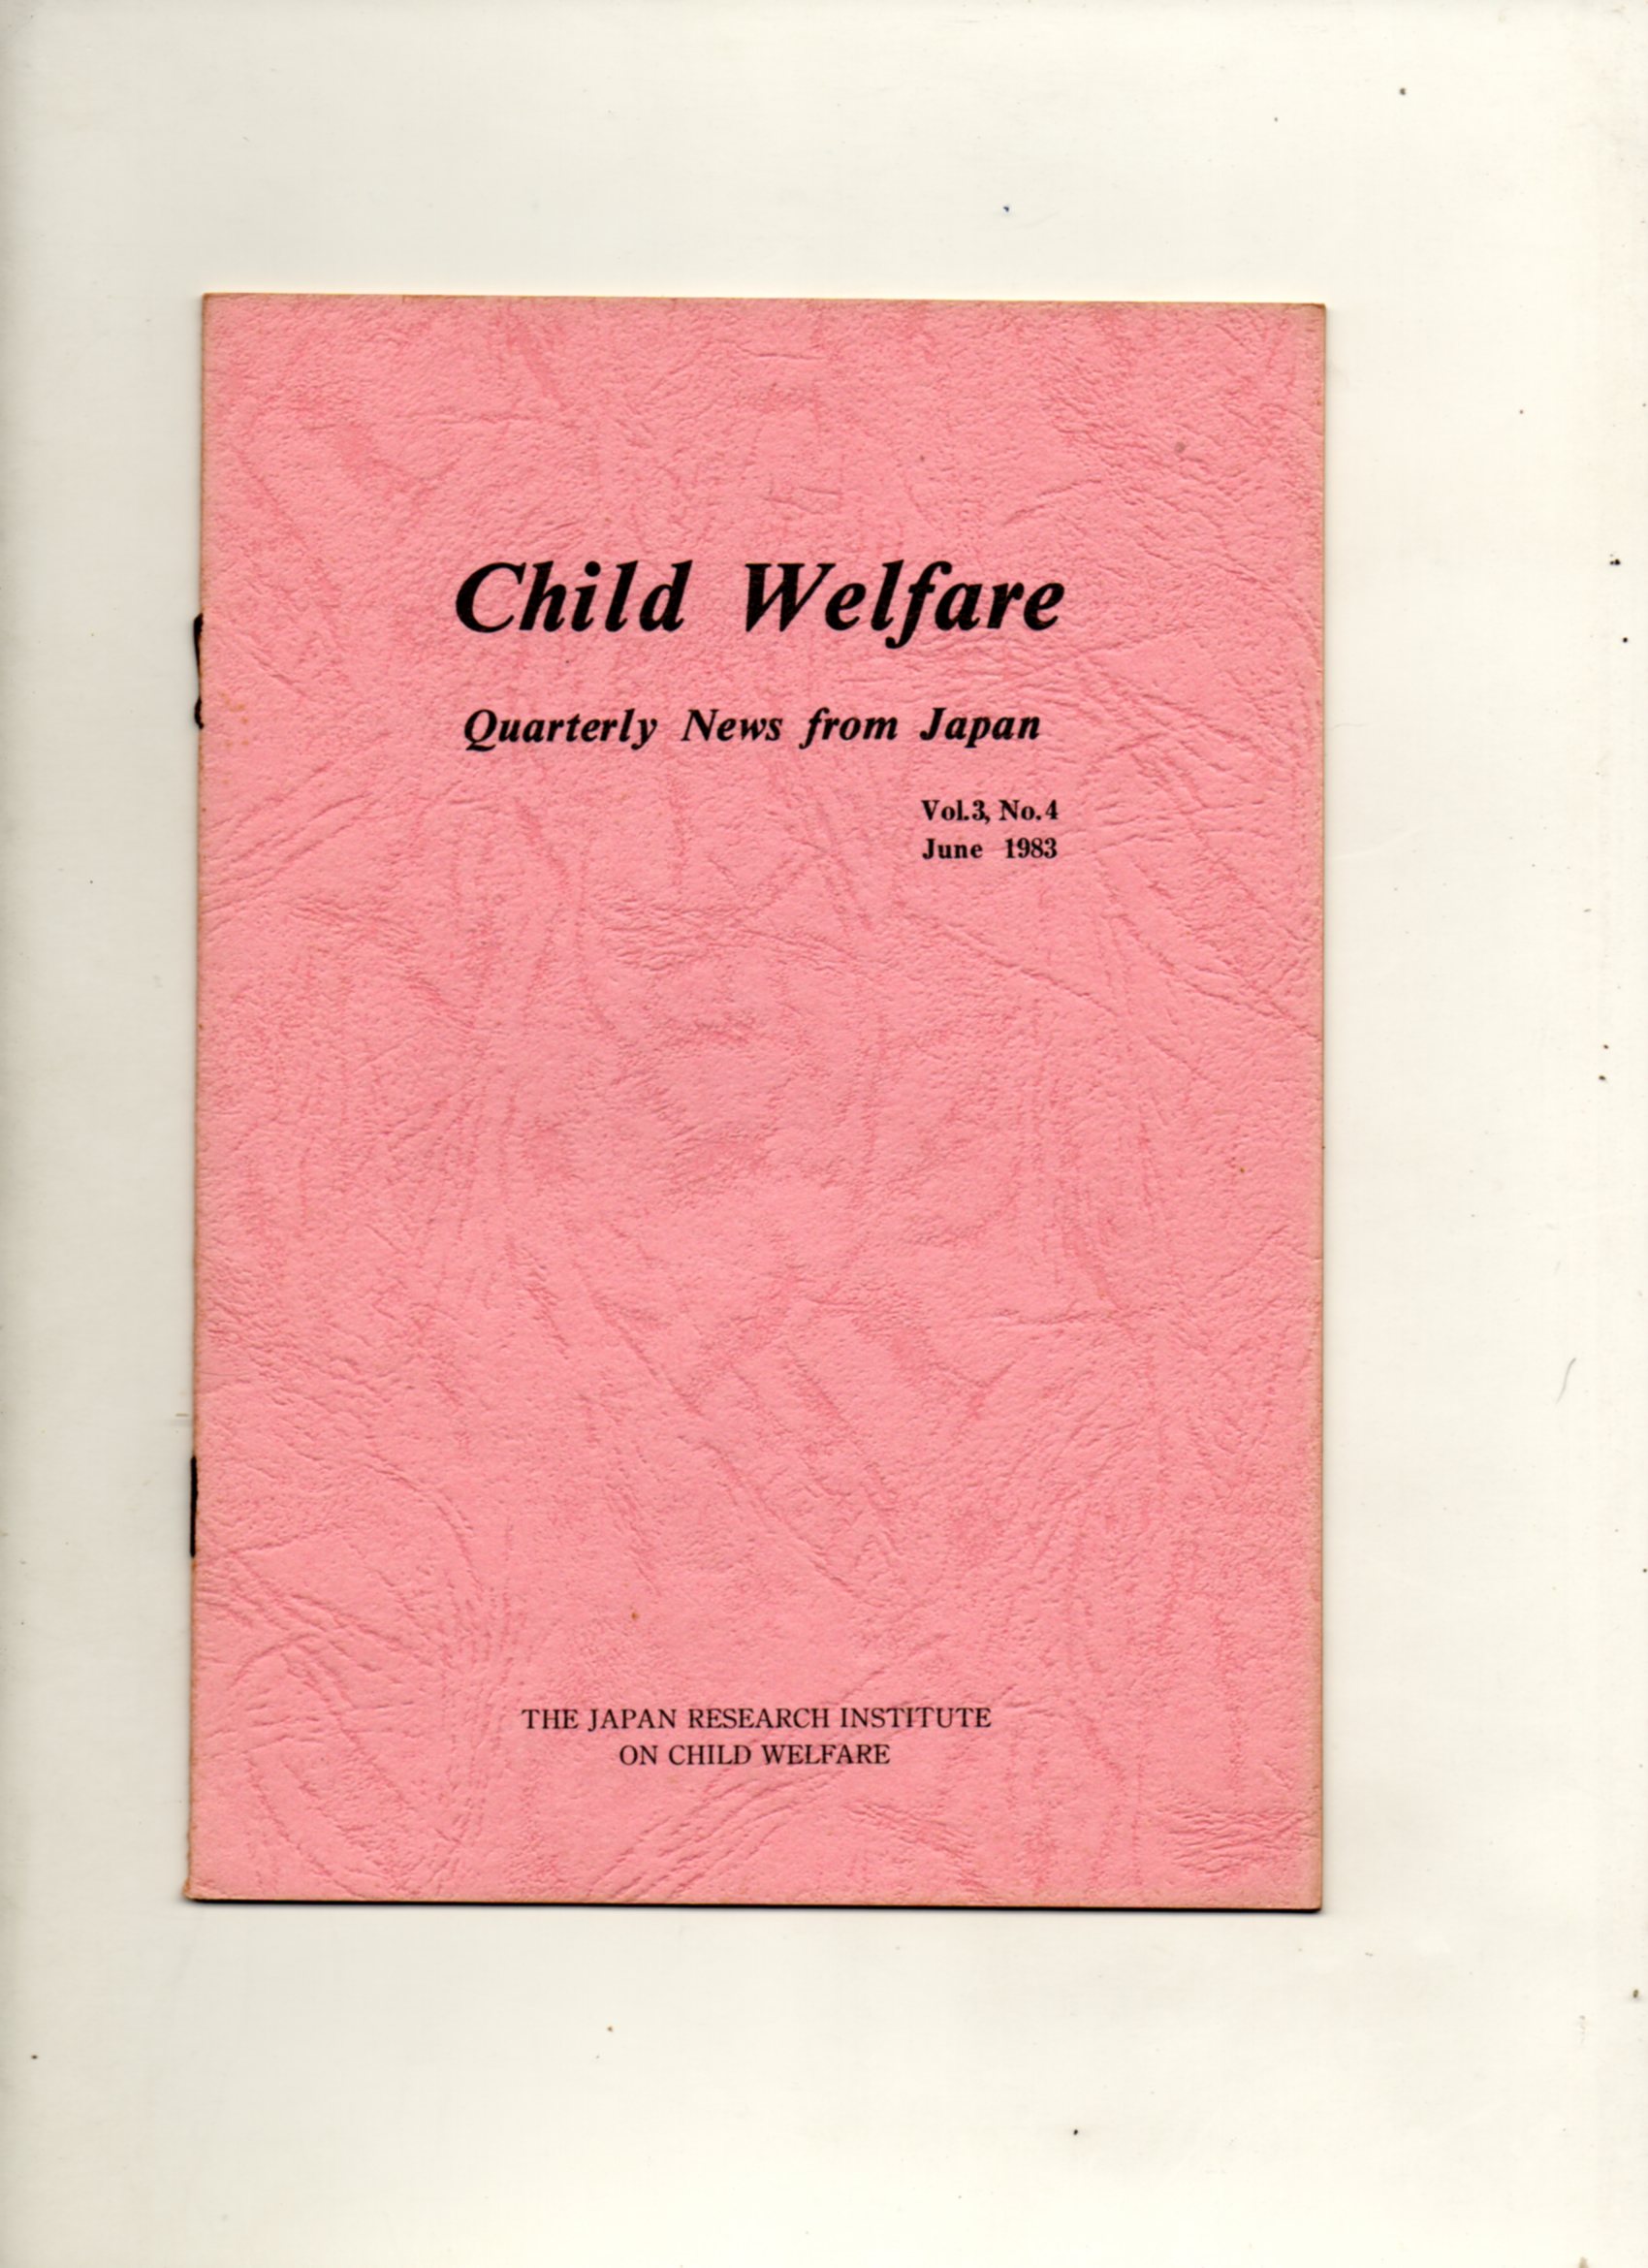 Child Welfare
Quarterly News from Japan
Vol.3, No.4
June 1983
THE JAPAN RESEARCH INSTITUTE
ON CHILD WELFARE